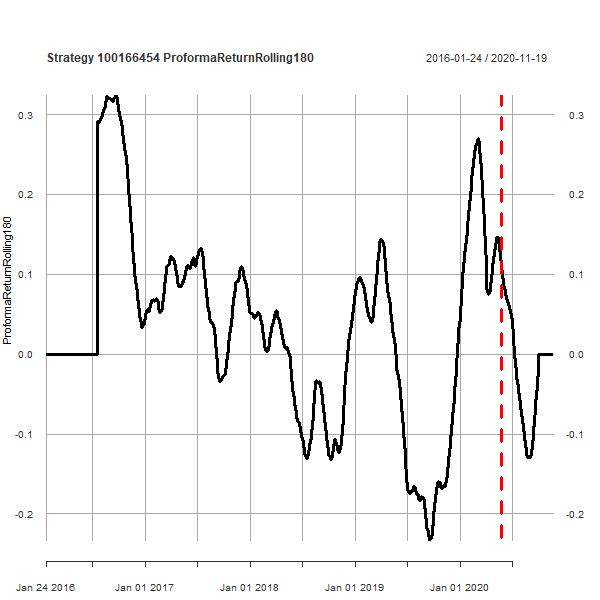 Strategy 100166454 ProformaReturnRolling180
2016-01-24 / 2020-11-19
ProformaReturnRolling180
0.3
0.2
0.1
0.0
-0.1
-0.2
0.3
0.2
0.1
0.0
-0.1
-0.2
Jan 24 2016
Jan 01 2017
Jan 01 2018
Jan 01 2019
Jan 01 2020